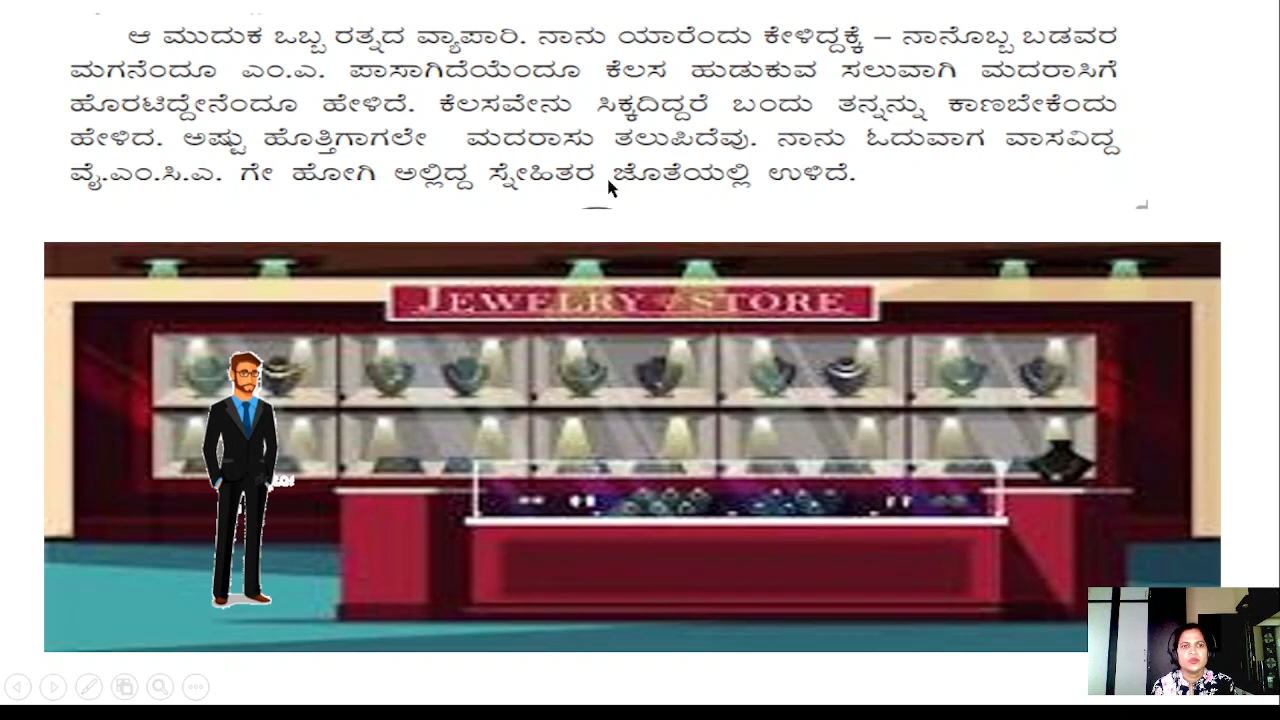 ಆ ಮುದುಕ ಒಬ್ಬ ರತ್ನದ ವ್ಯಾಪಾರಿ. ನಾನು ಯಾರೆಂದು ಕೇಳಿದ್ದಕ್ಕೆ – ನಾನೊಬ್ಬ ಬಡವರ
ಮಗನೆಂದೂ ಎಂ.ಎ. ಪಾಸಾಗಿದೆಯೆಂದೂ ಕೆಲಸ ಹುಡುಕುವ ಸಲುವಾಗಿ ಮದರಾಸಿಗೆ
ಹೊರಟಿದ್ದೇನೆಂದೂ ಹೇಳಿದೆ. ಕೆಲಸವೇನು ಸಿಕ್ಕದಿದ್ದರೆ ಬಂದು ತನ್ನನ್ನು ಕಾಣಬೇಕೆಂದು
ಹೇಳಿದ. ಅಷ್ಟು ಹೊತ್ತಿಗಾಗಲೇ ಮದರಾಸು ತಲುಪಿದೆವು. ನಾನು ಓದುವಾಗ ವಾಸವಿದ್ದ
ವೈ.ಎಂ.ಸಿ.ಎ. ಗೇ ಹೋಗಿ ಅಲ್ಲಿದ್ದ ಸ್ನೇಹಿತರ ಜೊತೆಯಲ್ಲಿ ಉಳಿದೆ.
JEWELRY STORE